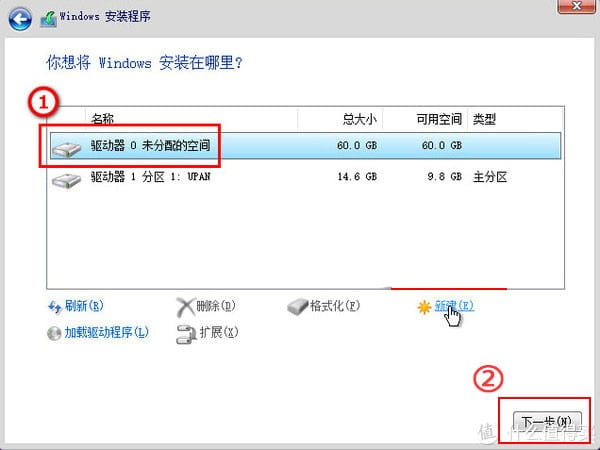 Windows 安装程序
你想将 Windows 安装在哪里?
①
名称 总大小 可用空间 类型
驱动器 0 未分配的空间 60.0 GB 60.0 GB
驱动器 1 分区 1: UPAN 14.6 GB 9.8 GB 主分区
刷新(R) 删除(D) 格式化(F) 新建(E)
加载驱动程序(L) 扩展(X)
②
下一步(N)
值 什么值得买